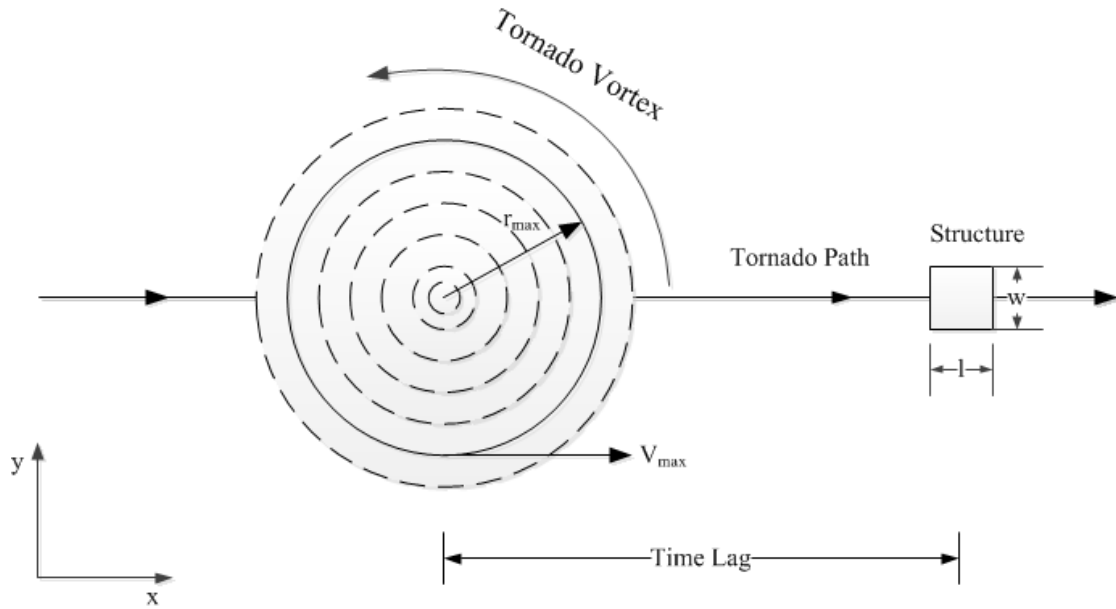 Tornado Vortex
r_max
Structure
Tornado Path
w
l
V_max
y
Time Lag
x